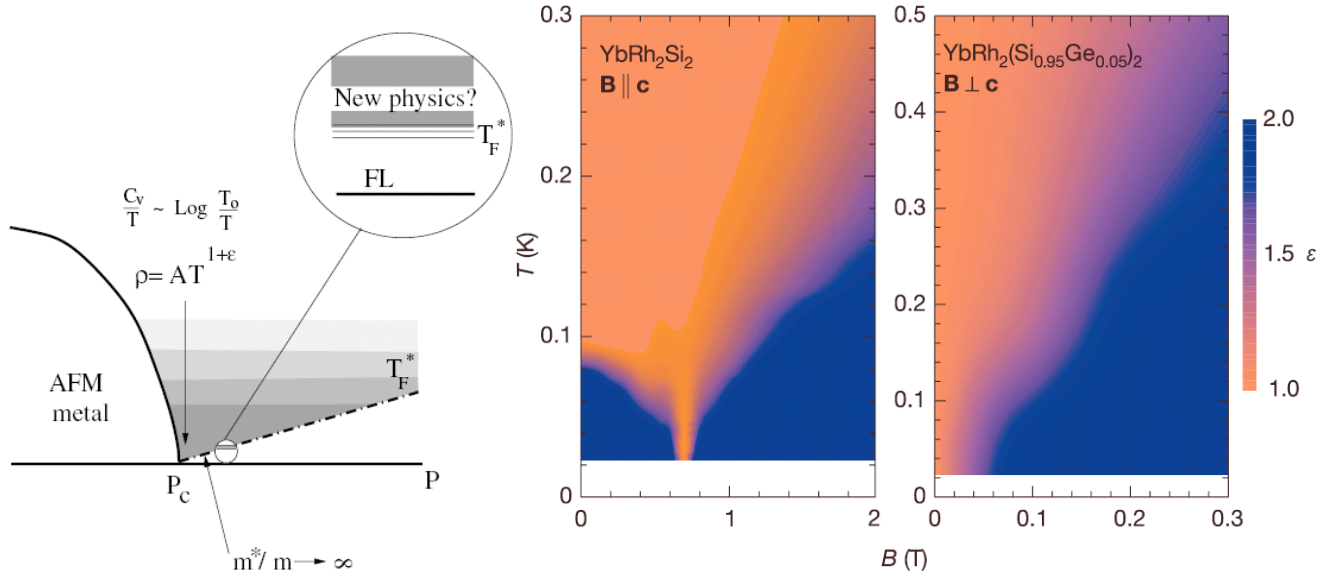 New physics?
T_F^*
FL
C_v/T ~ Log T_o/T
ρ= AT^{1+ε}
AFM
metal
T_F^*
P_c
P
m*/ m → ∞
YbRh₂Si₂
B || c
T (K)
0.3
0.2
0.1
0
0
1
2
YbRh₂(Si₀.₉₅Ge₀.₀₅)₂
B ⊥ c
0.5
0.4
0.3
0.2
0.1
0
0
0.1
0.2
0.3
B (T)
2.0
1.5
ε
1.0